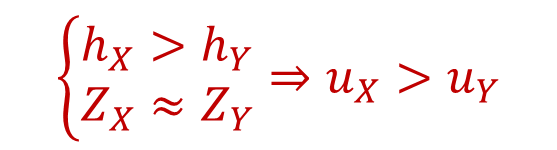 {h_X > h_Y
Z_X ≈ Z_Y ⇒ u_X > u_Y